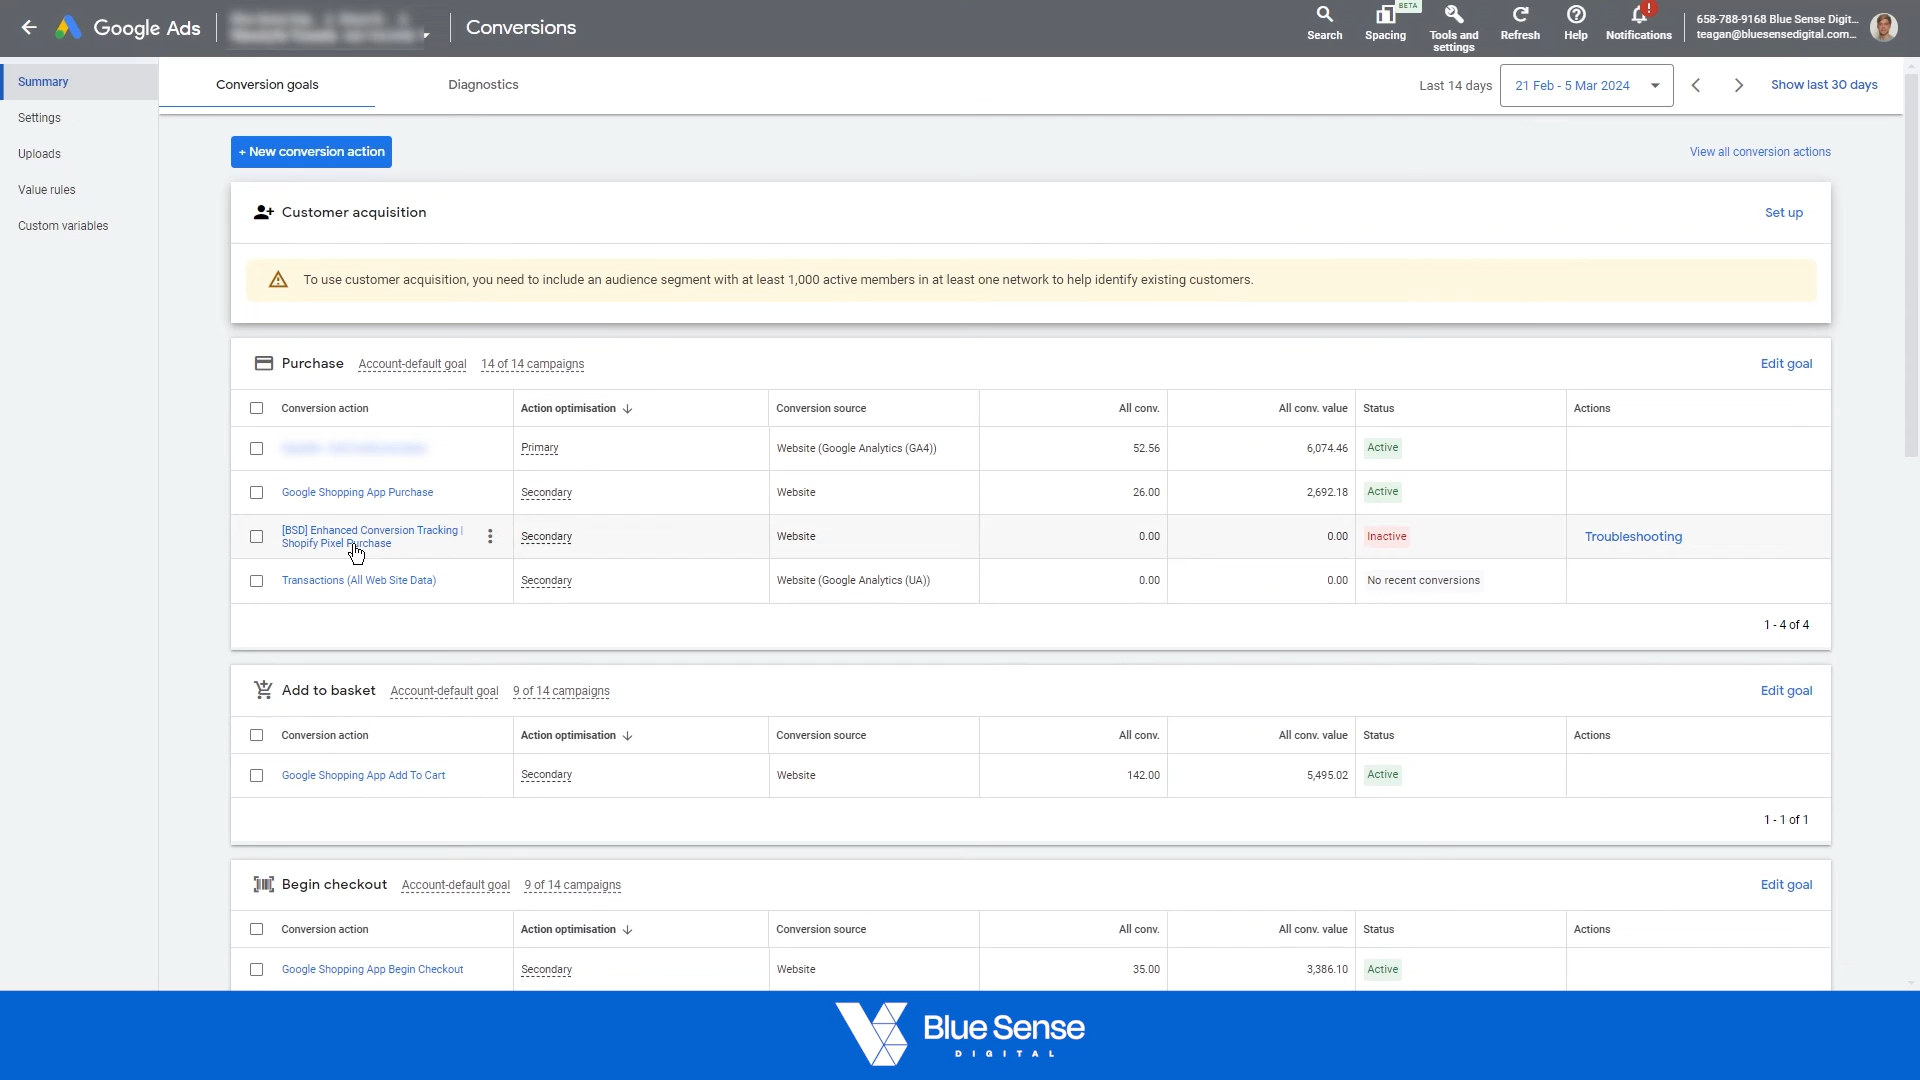 Google Ads
Conversions
Search
BETA
Spacing
Tools and
settings
Refresh
Help
!
Notifications
658-788-9168 Blue Sense Digit...
teagan@bluesensedigital.com...
Summary
Settings
Uploads
Value rules
Custom variables
Conversion goals
Diagnostics
Last 14 days
21 Feb - 5 Mar 2024
Show last 30 days
+ New conversion action
View all conversion actions
Customer acquisition
Set up
To use customer acquisition, you need to include an audience segment with at least 1,000 active members in at least one network to help identify existing customers.
Purchase Account-default goal 14 of 14 campaigns
Edit goal
Conversion action Action optimisation Conversion source All conv. All conv. value Status Actions
Primary Website (Google Analytics (GA4)) 52.56 6,074.46 Active
Google Shopping App Purchase Secondary Website 26.00 2,692.18 Active
[BSD] Enhanced Conversion Tracking |
Shopify Pixel Purchase
Secondary Website 0.00 0.00 Inactive Troubleshooting
Transactions (All Web Site Data) Secondary Website (Google Analytics (UA)) 0.00 0.00 No recent conversions
1 - 4 of 4
Add to basket Account-default goal 9 of 14 campaigns
Edit goal
Conversion action Action optimisation Conversion source All conv. All conv. value Status Actions
Google Shopping App Add To Cart Secondary Website 142.00 5,495.02 Active
1 - 1 of 1
Begin checkout Account-default goal 9 of 14 campaigns
Edit goal
Conversion action Action optimisation Conversion source All conv. All conv. value Status Actions
Google Shopping App Begin Checkout Secondary Website 35.00 3,386.10 Active
Blue Sense
DIGITAL